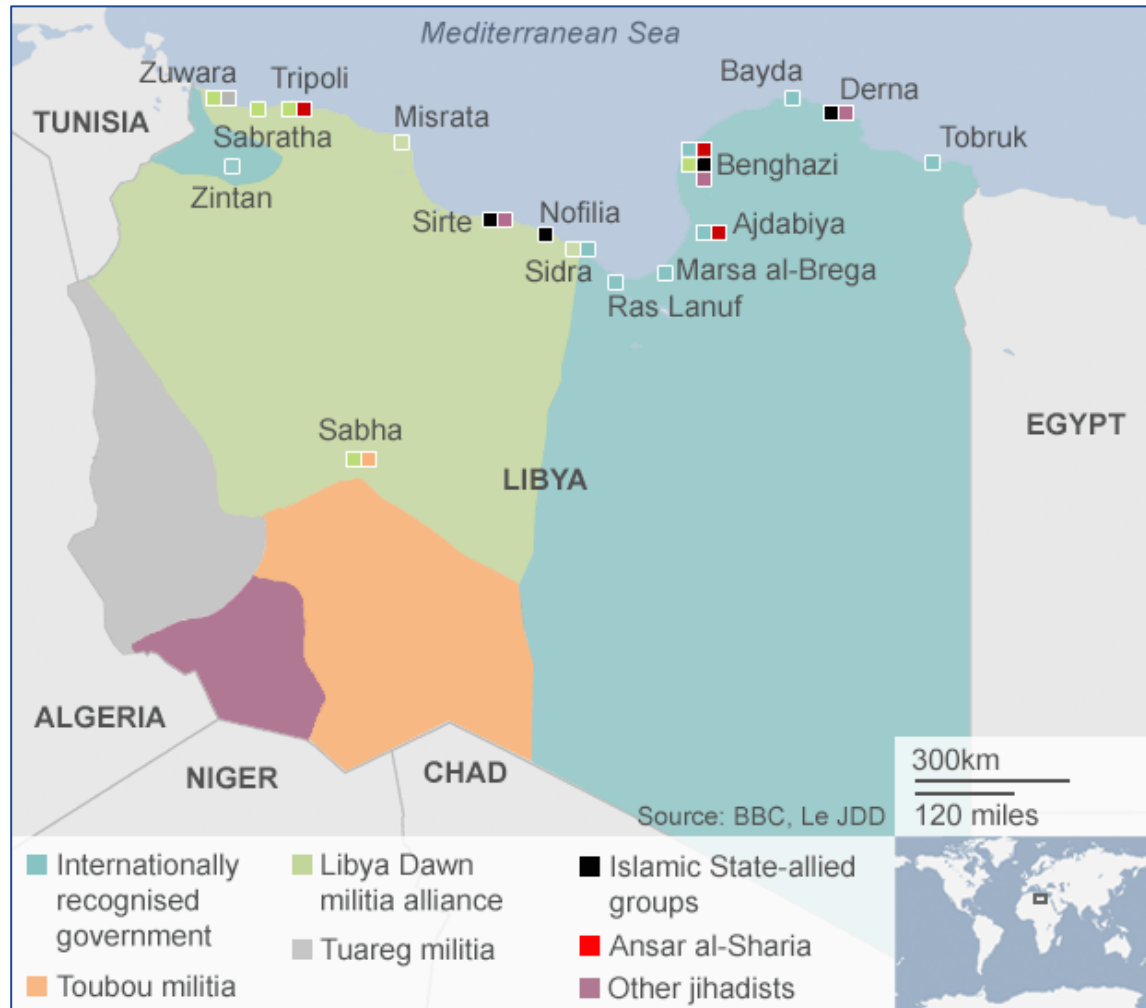 Mediterranean Sea
Zuwara
Tripoli
Bayda
Derna
TUNISIA
Misrata
Sabratha
Tobruk
Benghazi
Zintan
Sirte
Nofilia
Ajdabiya
Sidra
Marsa al-Brega
Ras Lanuf
Sabha
EGYPT
LIBYA
ALGERIA
NIGER
CHAD
300km
120 miles
Source: BBC, Le JDD
Internationally
recognised
government
Toubou militia
Libya Dawn
militia alliance
Tuareg militia
Islamic State-allied
groups
Ansar al-Sharia
Other jihadists